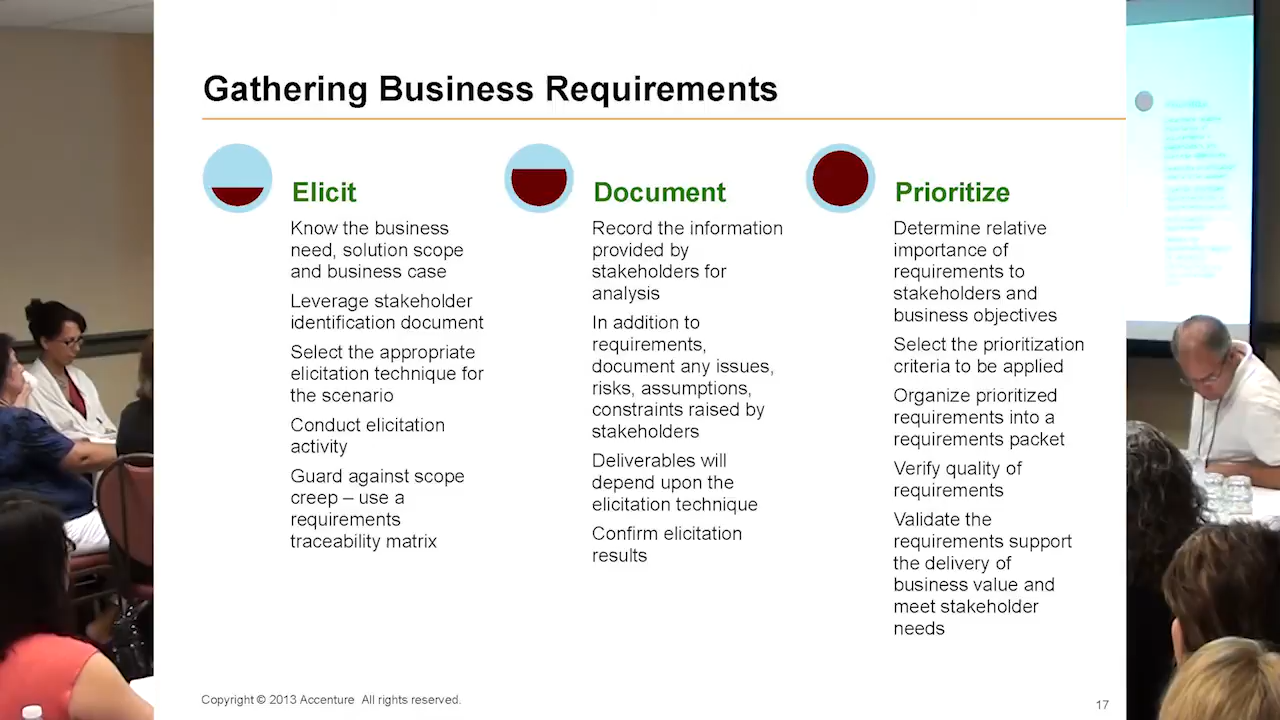 Gathering Business Requirements
Elicit
Know the business
need, solution scope
and business case
Leverage stakeholder
identification document
Select the appropriate
elicitation technique for
the scenario
Conduct elicitation
activity
Guard against scope
creep – use a
requirements
traceability matrix
Document
Record the information
provided by
stakeholders for
analysis
In addition to
requirements,
document any issues,
risks, assumptions,
constraints raised by
stakeholders
Deliverables will
depend upon the
elicitation technique
Confirm elicitation
results
Prioritize
Determine relative
importance of
requirements to
stakeholders and
business objectives
Select the prioritization
criteria to be applied
Organize prioritized
requirements into a
requirements packet
Verify quality of
requirements
Validate the
requirements support
the delivery of
business value and
meet stakeholder
needs
Copyright © 2013 Accenture All rights reserved.
17